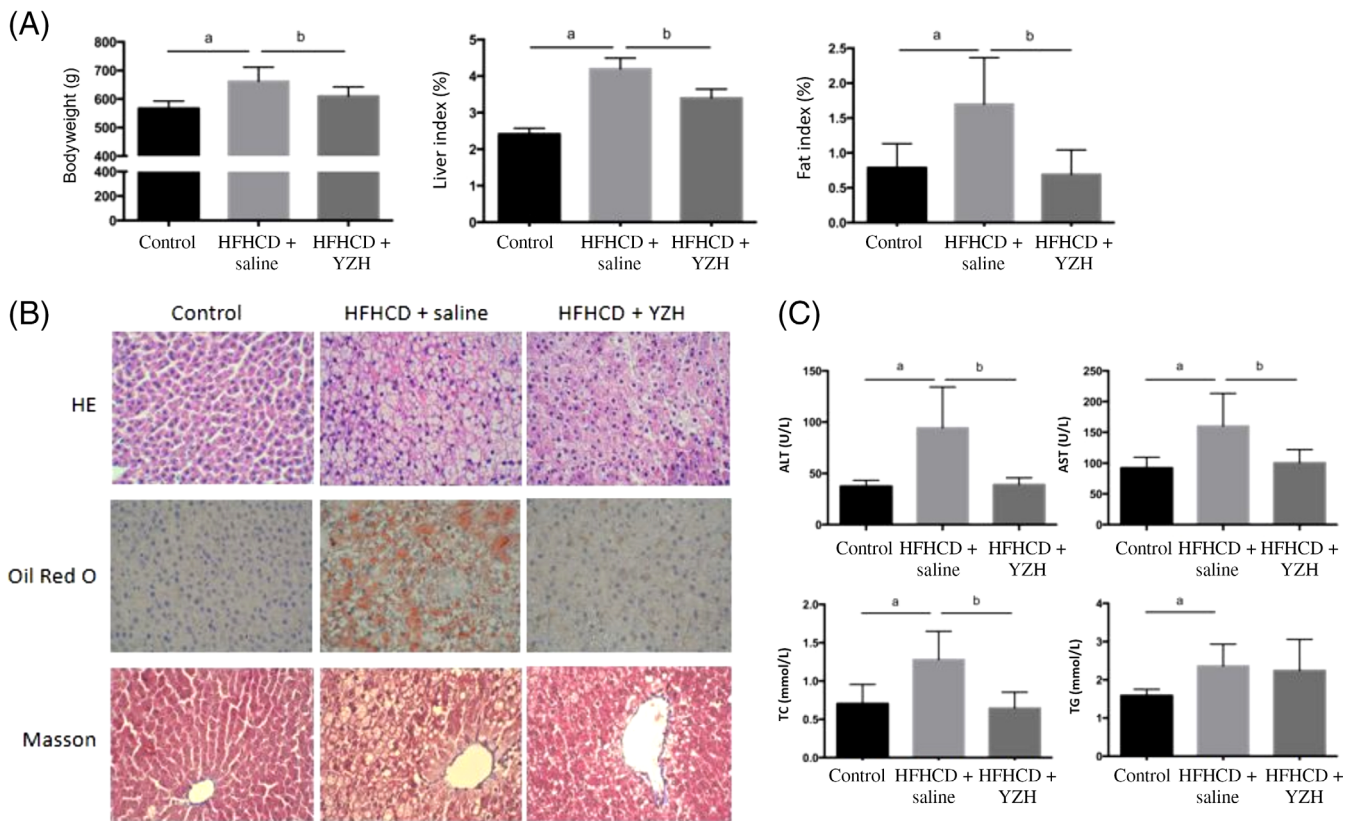 (A)
Bodyweight (g)
800
700
600
500
400
400
200
0
a
b
Control
HFHCD +
saline
HFHCD +
YZH
Liver index (%)
5
4
3
2
1
0
a
b
Control
HFHCD +
saline
HFHCD +
YZH
Fat index (%)
2.5
2.0
1.5
1.0
0.5
0.0
a
b
Control
HFHCD +
saline
HFHCD +
YZH
(B)
Control
HFHCD + saline
HFHCD + YZH
HE
Oil Red O
Masson
(C)
ALT (U/L)
150
100
50
0
a
b
Control
HFHCD +
saline
HFHCD +
YZH
AST (U/L)
250
200
150
100
50
0
a
b
Control
HFHCD +
saline
HFHCD +
YZH
TC (mmol/L)
2.0
1.5
1.0
0.5
0.0
a
b
Control
HFHCD +
saline
HFHCD +
YZH
TG (mmol/L)
4
3
2
1
0
a
Control
HFHCD +
saline
HFHCD +
YZH